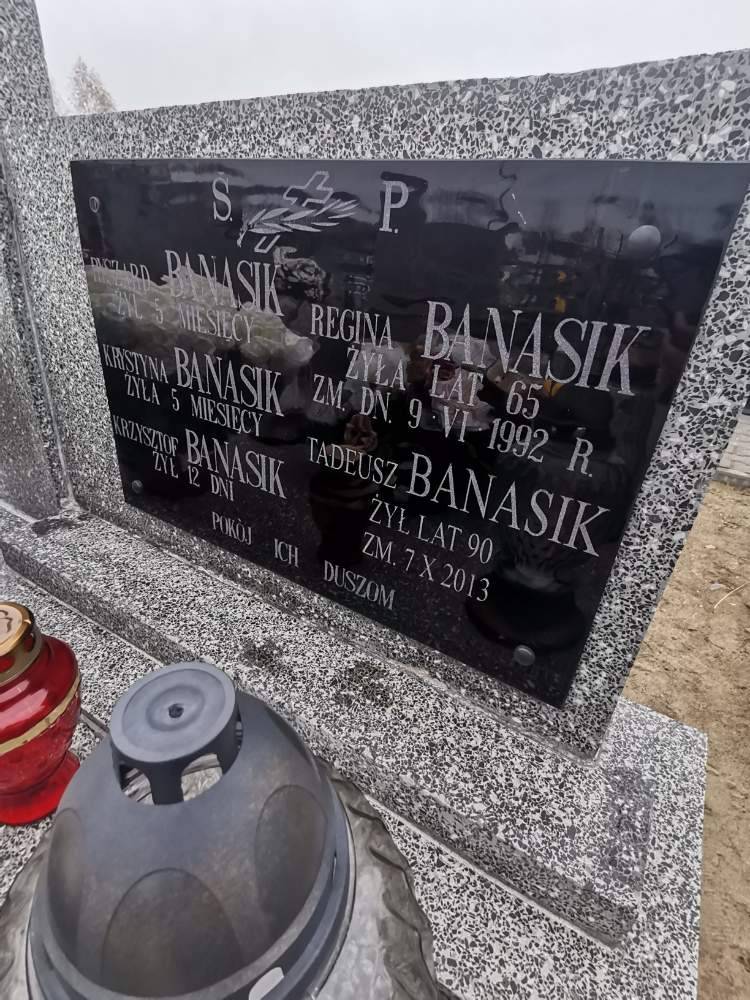 Ś. P.
RYSZARD BANASIK
ŻYŁ 5 MIESIĘCY
KRYSTYNA BANASIK
ŻYŁA 5 MIESIĘCY
KRZYSZTOF BANASIK
ŻYŁ 12 DNI
REGINA BANASIK
ŻYŁA LAT 65
ZM. DN. 9 VI 1992 R.
TADEUSZ BANASIK
ŻYŁ LAT 90
ZM. 7 X 2013
POKÓJ ICH DUSZOM